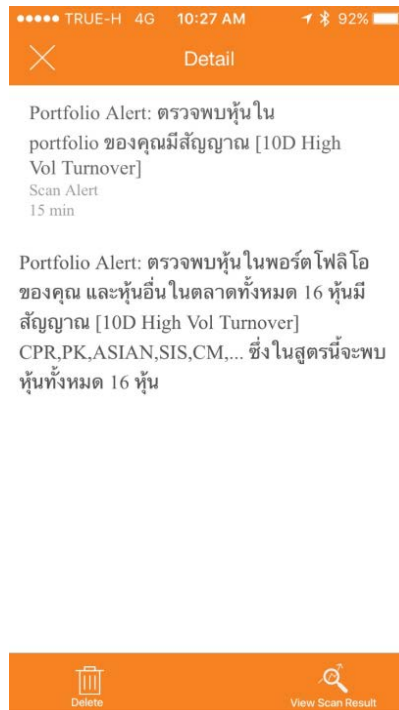 TRUE-H 4G 10:27 AM 92%
Detail
Portfolio Alert: ตรวจพบหุ้นใน
portfolio ของคุณมีสัญญาณ [10D High
Vol Turnover]
Scan Alert
15 min
Portfolio Alert: ตรวจพบหุ้นในพอร์ตโฟลิโอ
ของคุณ และหุ้นอื่นในตลาดทั้งหมด 16 หุ้นมี
สัญญาณ [10D High Vol Turnover]
CPR,PK,ASIAN,SIS,CM,... ซึ่งในสูตรนี้จะพบ
หุ้นทั้งหมด 16 หุ้น
Delete
View Scan Result